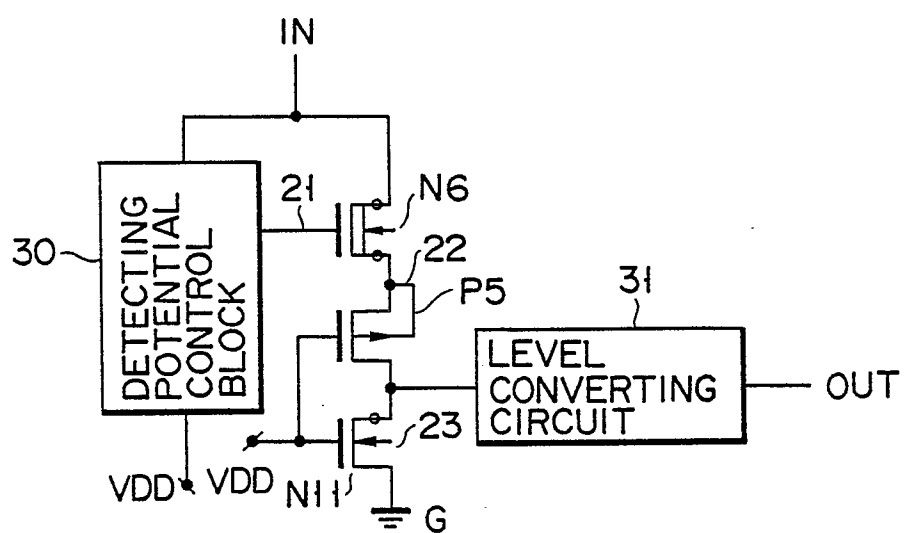 IN
21
N6
30
DETECTING
POTENTIAL
CONTROL
BLOCK
22
P5
31
LEVEL
CONVERTING
CIRCUIT
OUT
23
VDD
VDD
N11
G